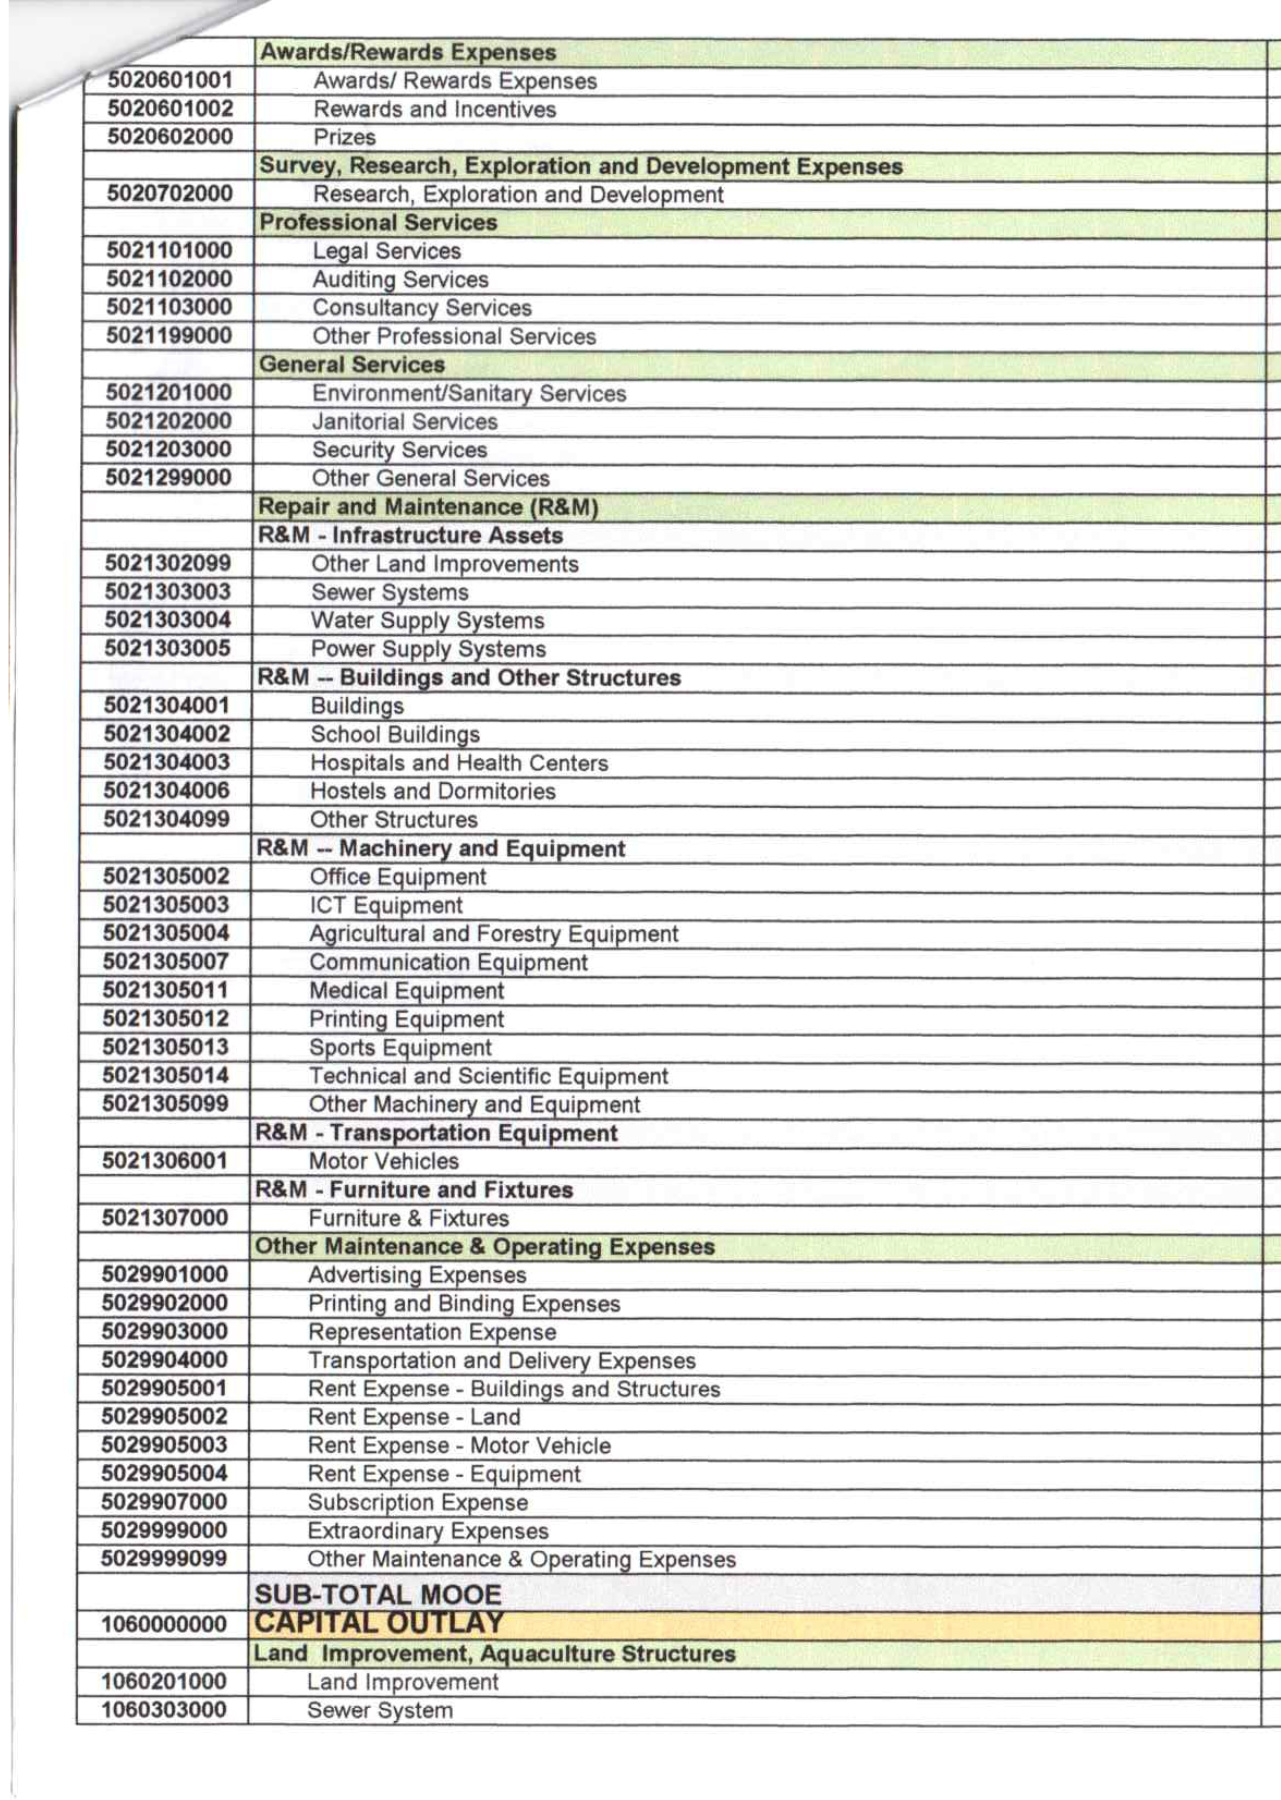 Awards/Rewards Expenses
5020601001 Awards/ Rewards Expenses
5020601002 Rewards and Incentives
5020602000 Prizes
Survey, Research, Exploration and Development Expenses
5020702000 Research, Exploration and Development
Professional Services
5021101000 Legal Services
5021102000 Auditing Services
5021103000 Consultancy Services
5021199000 Other Professional Services
General Services
5021201000 Environment/Sanitary Services
5021202000 Janitorial Services
5021203000 Security Services
5021299000 Other General Services
Repair and Maintenance (R&M)
R&M - Infrastructure Assets
5021302099 Other Land Improvements
5021303003 Sewer Systems
5021303004 Water Supply Systems
5021303005 Power Supply Systems
R&M -- Buildings and Other Structures
5021304001 Buildings
5021304002 School Buildings
5021304003 Hospitals and Health Centers
5021304006 Hostels and Dormitories
5021304099 Other Structures
R&M -- Machinery and Equipment
5021305002 Office Equipment
5021305003 ICT Equipment
5021305004 Agricultural and Forestry Equipment
5021305007 Communication Equipment
5021305011 Medical Equipment
5021305012 Printing Equipment
5021305013 Sports Equipment
5021305014 Technical and Scientific Equipment
5021305099 Other Machinery and Equipment
R&M - Transportation Equipment
5021306001 Motor Vehicles
R&M - Furniture and Fixtures
5021307000 Furniture & Fixtures
Other Maintenance & Operating Expenses
5029901000 Advertising Expenses
5029902000 Printing and Binding Expenses
5029903000 Representation Expense
5029904000 Transportation and Delivery Expenses
5029905001 Rent Expense - Buildings and Structures
5029905002 Rent Expense - Land
5029905003 Rent Expense - Motor Vehicle
5029905004 Rent Expense - Equipment
5029907000 Subscription Expense
5029999000 Extraordinary Expenses
5029999099 Other Maintenance & Operating Expenses
SUB-TOTAL MOOE
1060000000 CAPITAL OUTLAY
Land Improvement, Aquaculture Structures
1060201000 Land Improvement
1060303000 Sewer System